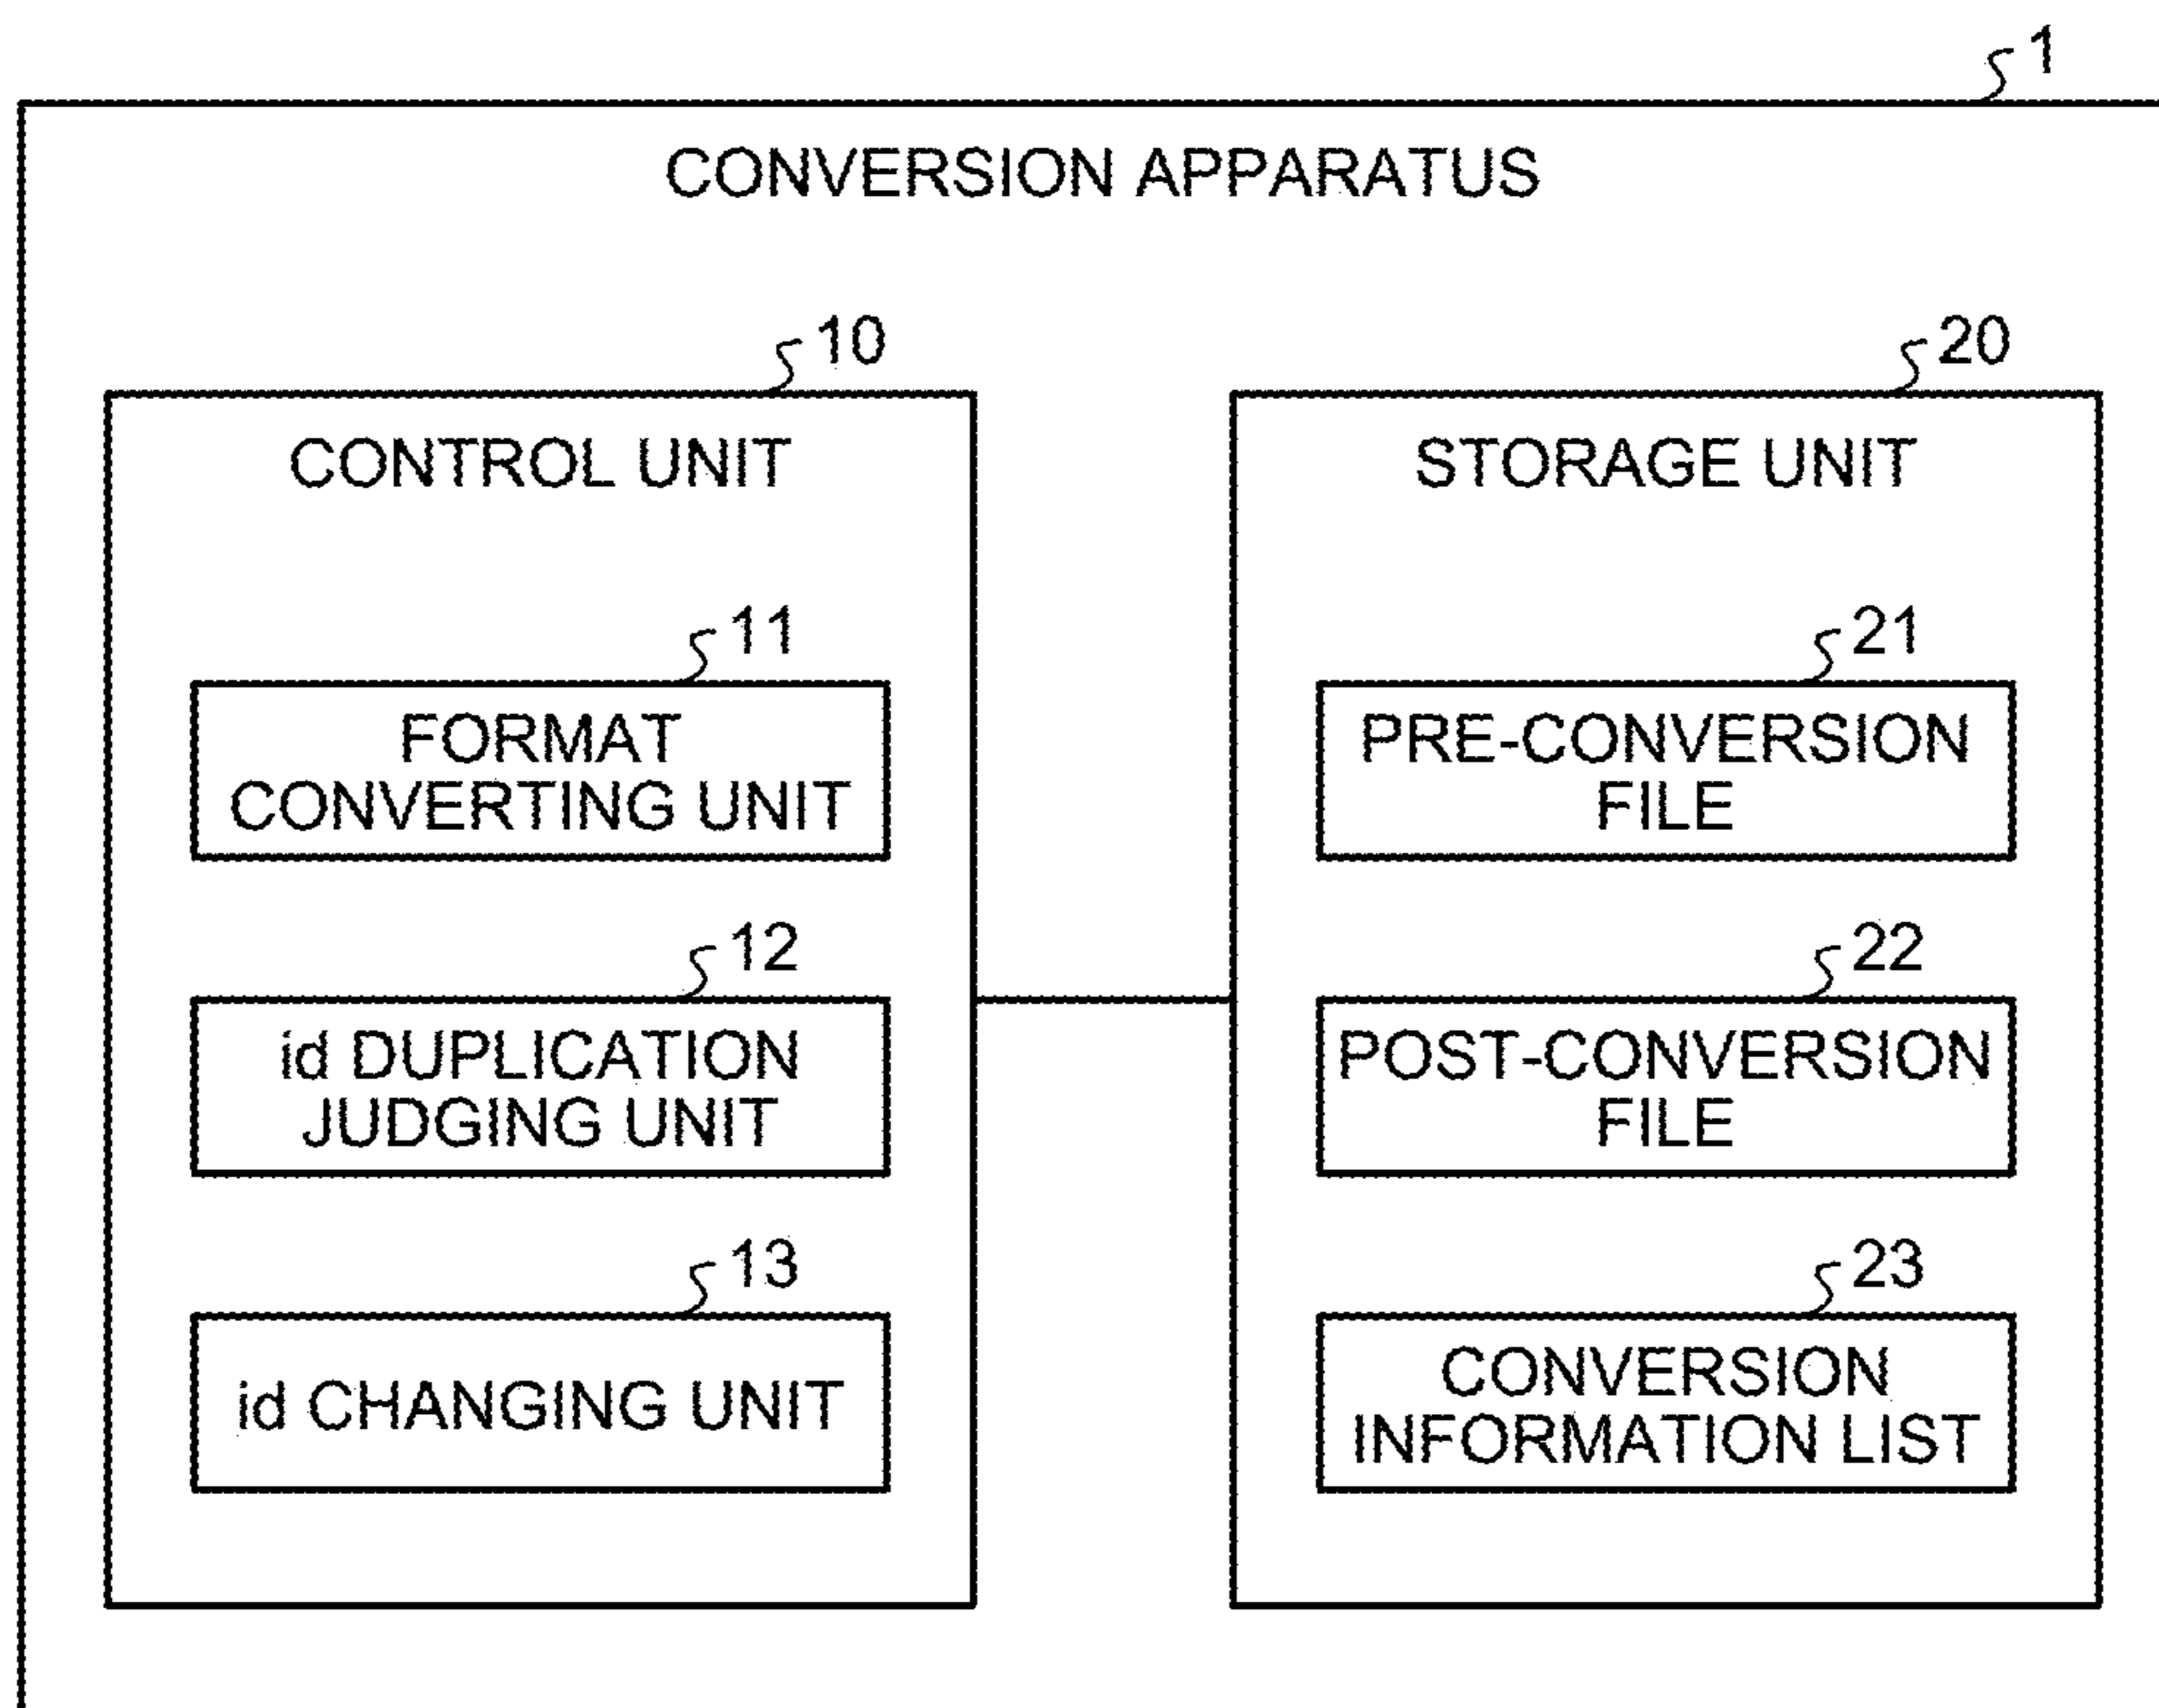 1
CONVERSION APPARATUS
10
CONTROL UNIT
11
FORMAT
CONVERTING UNIT
12
id DUPLICATION
JUDGING UNIT
13
id CHANGING UNIT
20
STORAGE UNIT
21
PRE-CONVERSION
FILE
22
POST-CONVERSION
FILE
23
CONVERSION
INFORMATION LIST